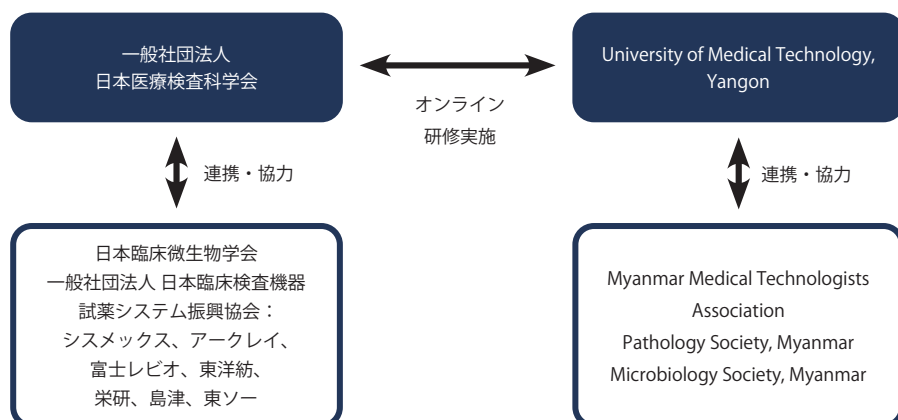 一般社団法人
日本医療検査科学会
University of Medical Technology,
Yangon
オンライン
研修実施
連携・協力
連携・協力
日本臨床微生物学会
一般社団法人 日本臨床検査機器
試薬システム振興協会：
シスメックス、アークレイ、
富士レビオ、東洋紡、
栄研、島津、東ソー
Myanmar Medical Technologists
Association
Pathology Society, Myanmar
Microbiology Society, Myanmar